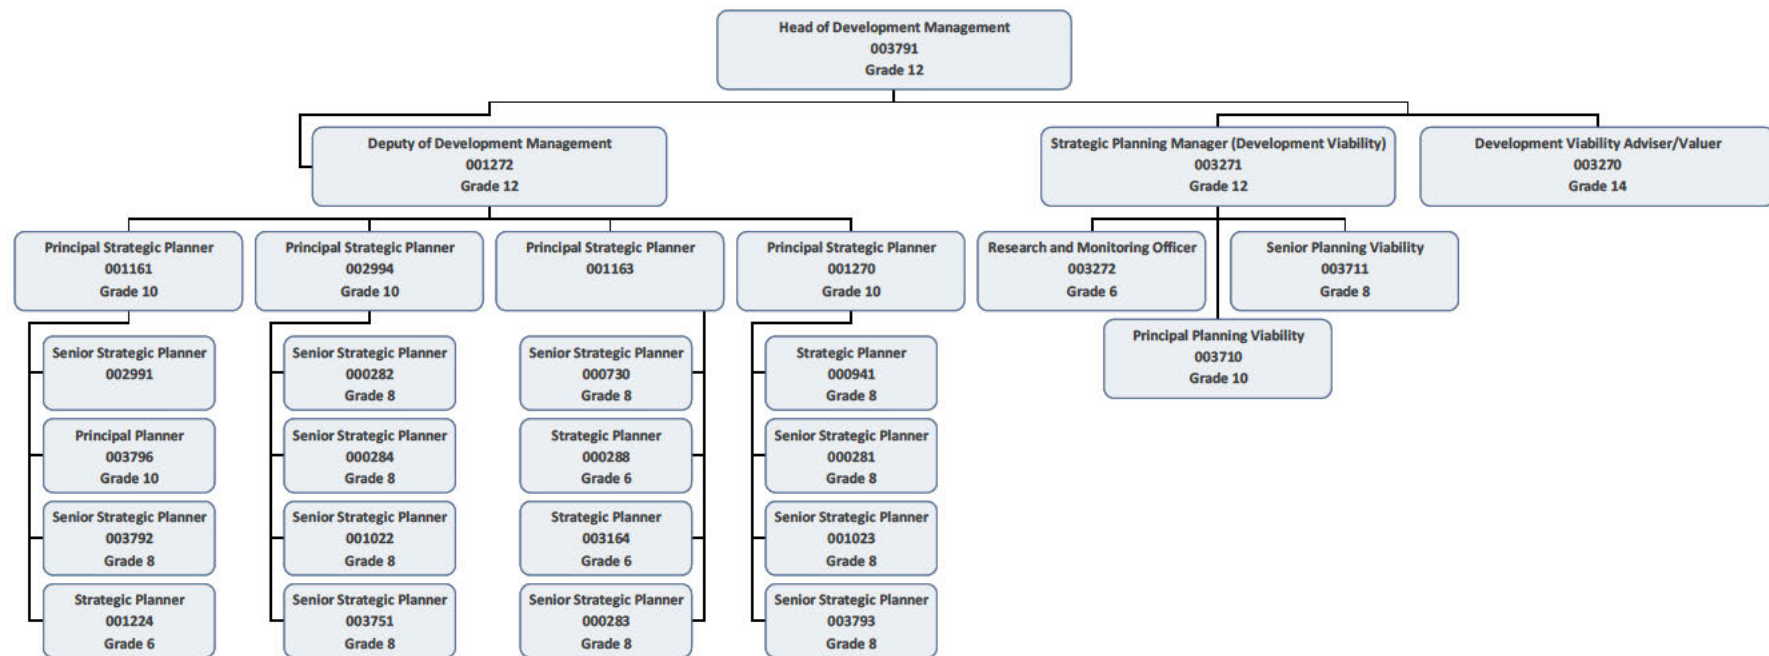 Head of Development Management
003791
Grade 12
Deputy of Development Management
001272
Grade 12
Strategic Planning Manager (Development Viability)
003271
Grade 12
Development Viability Adviser/Valuer
003270
Grade 14
Principal Strategic Planner
001161
Grade 10
Principal Strategic Planner
002994
Grade 10
Principal Strategic Planner
001163
Principal Strategic Planner
001270
Grade 10
Research and Monitoring Officer
003272
Grade 6
Senior Planning Viability
003711
Grade 8
Principal Planning Viability
003710
Grade 10
Senior Strategic Planner
002991
Principal Planner
003796
Grade 10
Senior Strategic Planner
003792
Grade 8
Strategic Planner
001224
Grade 6
Senior Strategic Planner
000282
Grade 8
Senior Strategic Planner
000284
Grade 8
Senior Strategic Planner
001022
Grade 8
Senior Strategic Planner
003751
Grade 8
Senior Strategic Planner
000730
Grade 8
Strategic Planner
000288
Grade 6
Strategic Planner
003164
Grade 6
Senior Strategic Planner
000283
Grade 8
Strategic Planner
000941
Grade 8
Senior Strategic Planner
000281
Grade 8
Senior Strategic Planner
001023
Grade 8
Senior Strategic Planner
003793
Grade 8